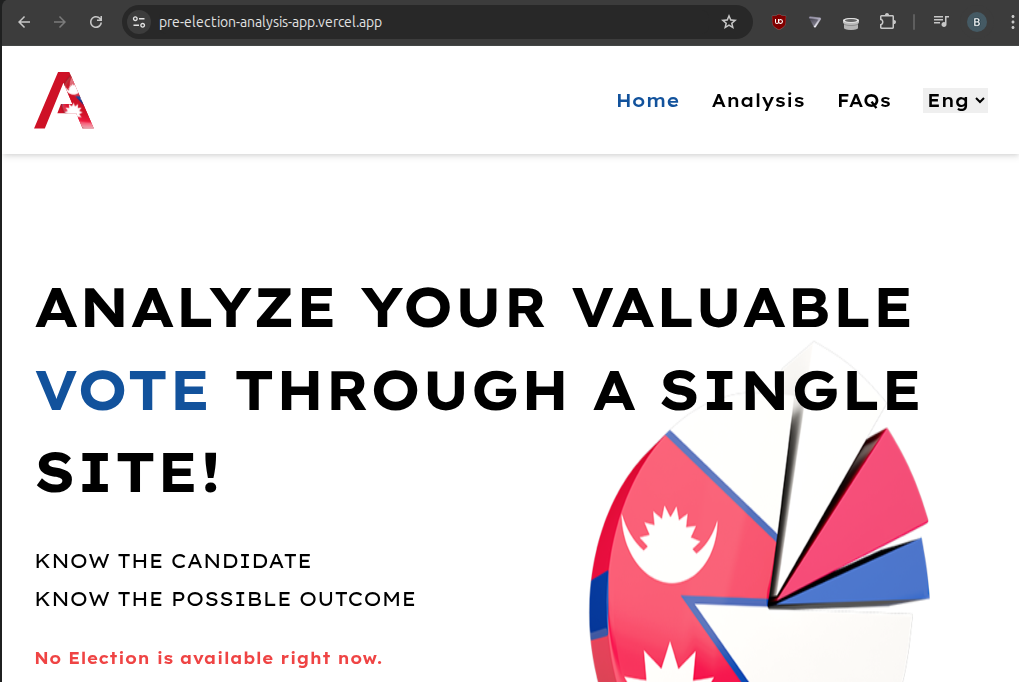 pre-election-analysis-app.vercel.app
B
A
Home Analysis FAQs Eng
ANALYZE YOUR VALUABLE
VOTE THROUGH A SINGLE
SITE!
KNOW THE CANDIDATE
KNOW THE POSSIBLE OUTCOME
No Election is available right now.